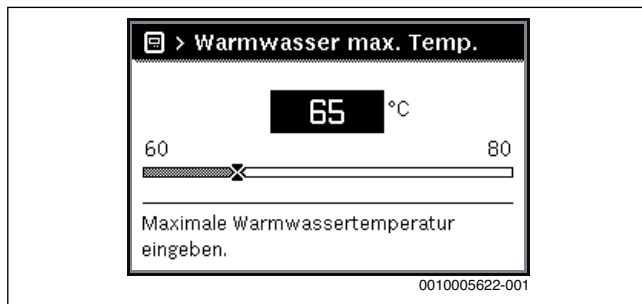 > Warmwasser max. Temp.
65 °C
60 80
Maximale Warmwassertemperatur
eingeben.
0010005622-001